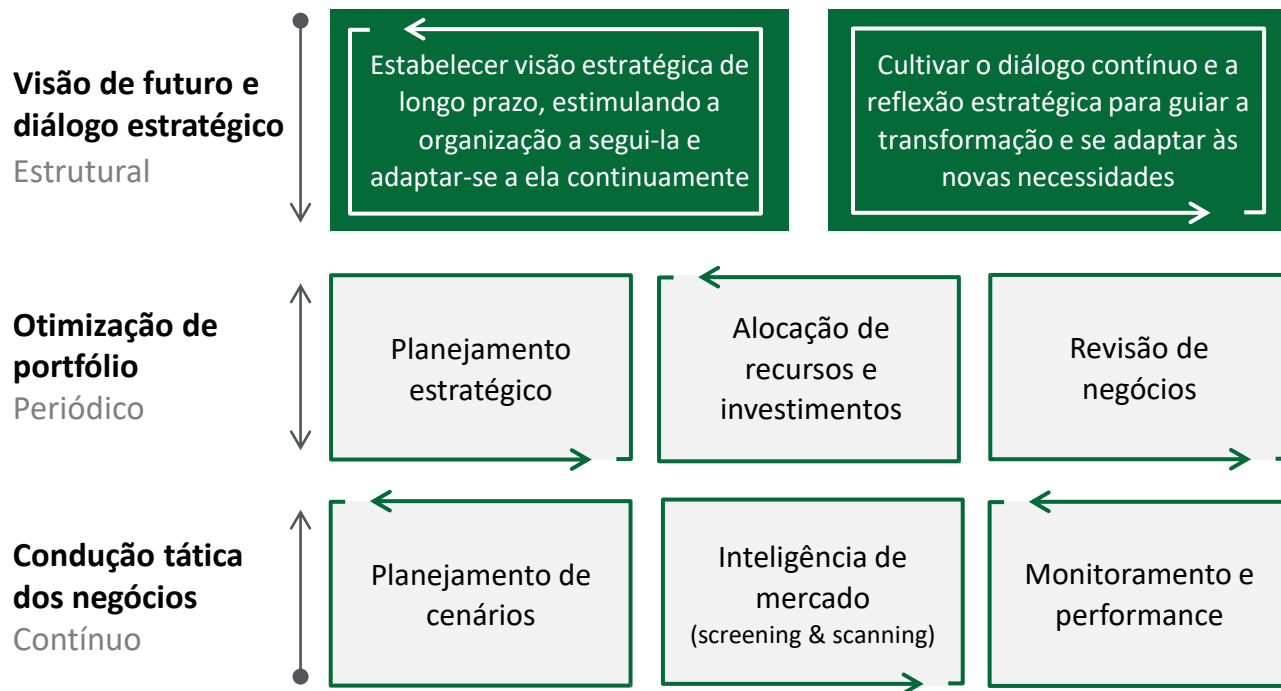 Visão de futuro e
diálogo estratégico
Estrutural
Estabelecer visão estratégica de
longo prazo, estimulando a
organização a segui-la e
adaptar-se a ela continuamente
Cultivar o diálogo contínuo e a
reflexão estratégica para guiar a
transformação e se adaptar às
novas necessidades
Otimização de
portfólio
Periódico
Planejamento
estratégico
Alocação de
recursos e
investimentos
Revisão de
negócios
Condução tática
dos negócios
Contínuo
Planejamento de
cenários
Inteligência de
mercado
(screening & scanning)
Monitoramento e
performance